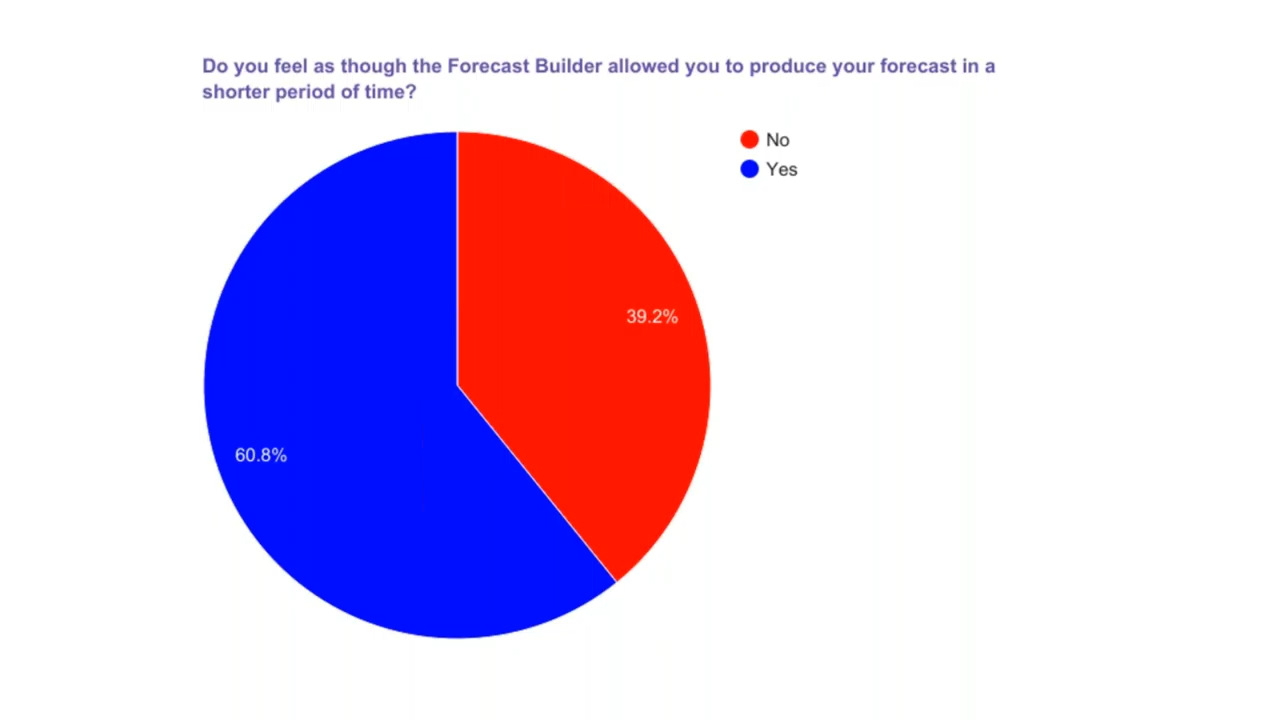 Do you feel as though the Forecast Builder allowed you to produce your forecast in a
shorter period of time?
No
Yes
39.2%
60.8%